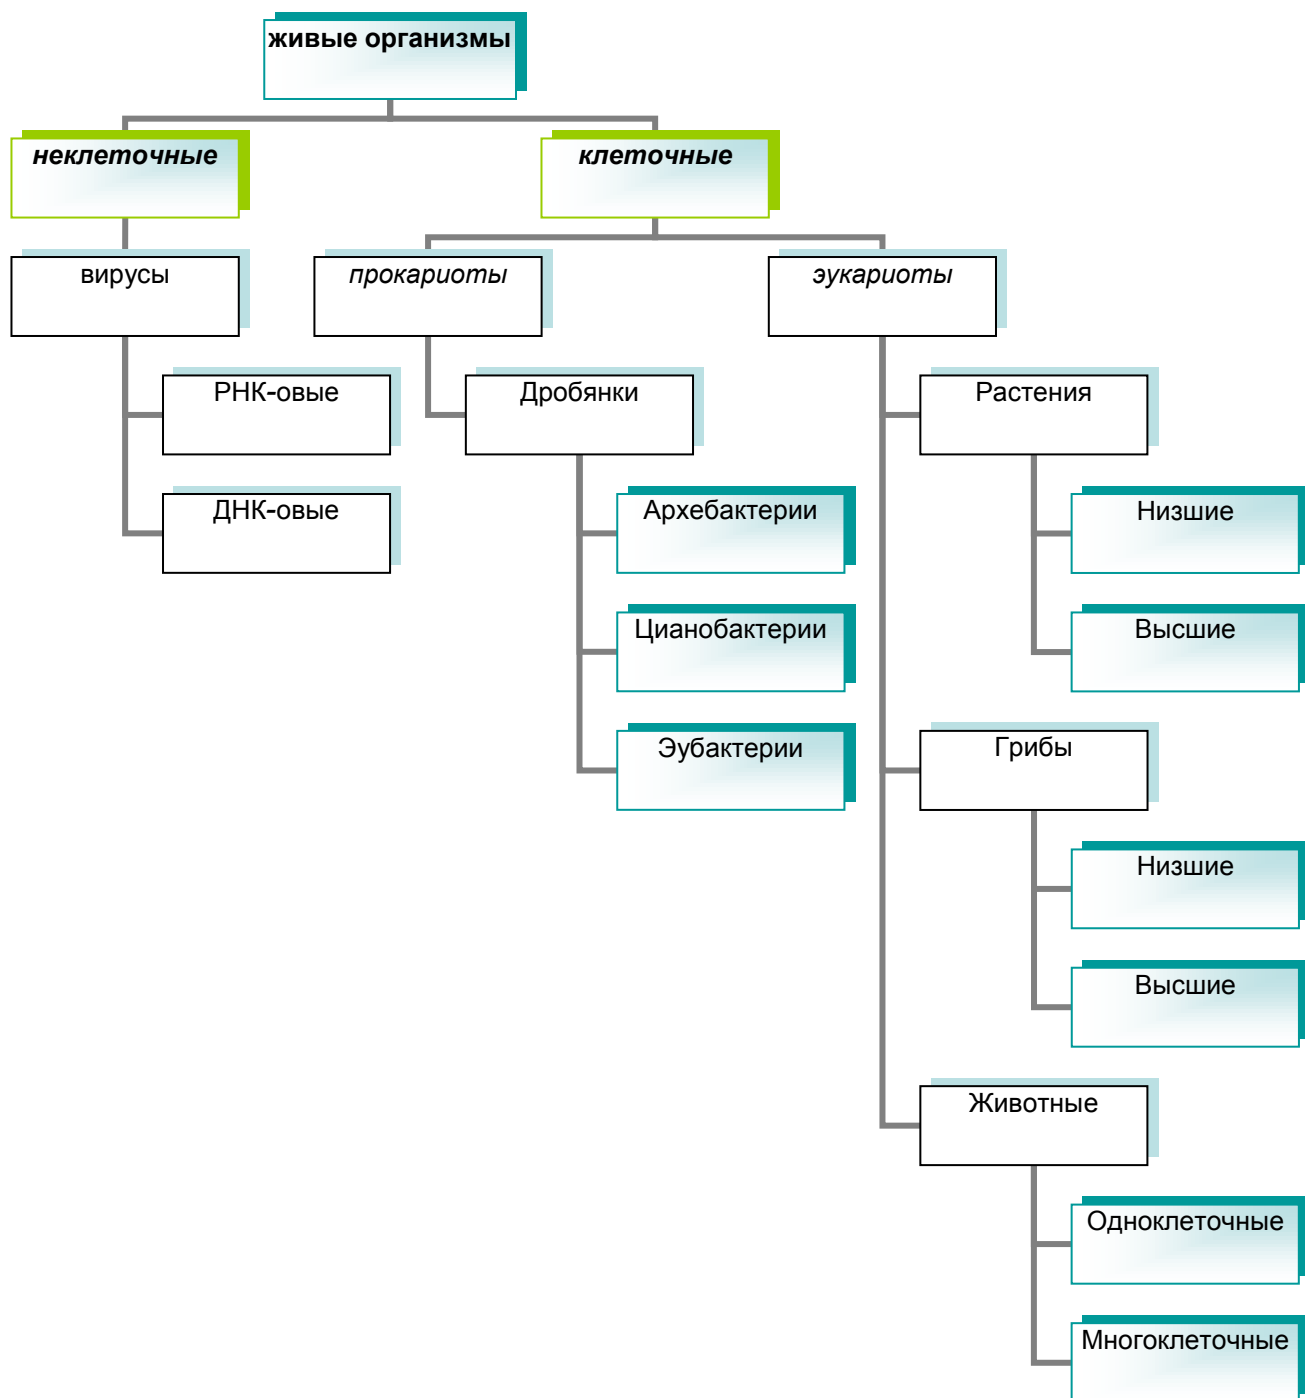 живые организмы
неклеточные
клеточные
вирусы
прокариоты
эукариоты
РНК-овые
Дробянки
Растения
ДНК-овые
Архебактерии
Низшие
Цианобактерии
Высшие
Эубактерии
Грибы
Низшие
Высшие
Животные
Одноклеточные
Многоклеточные